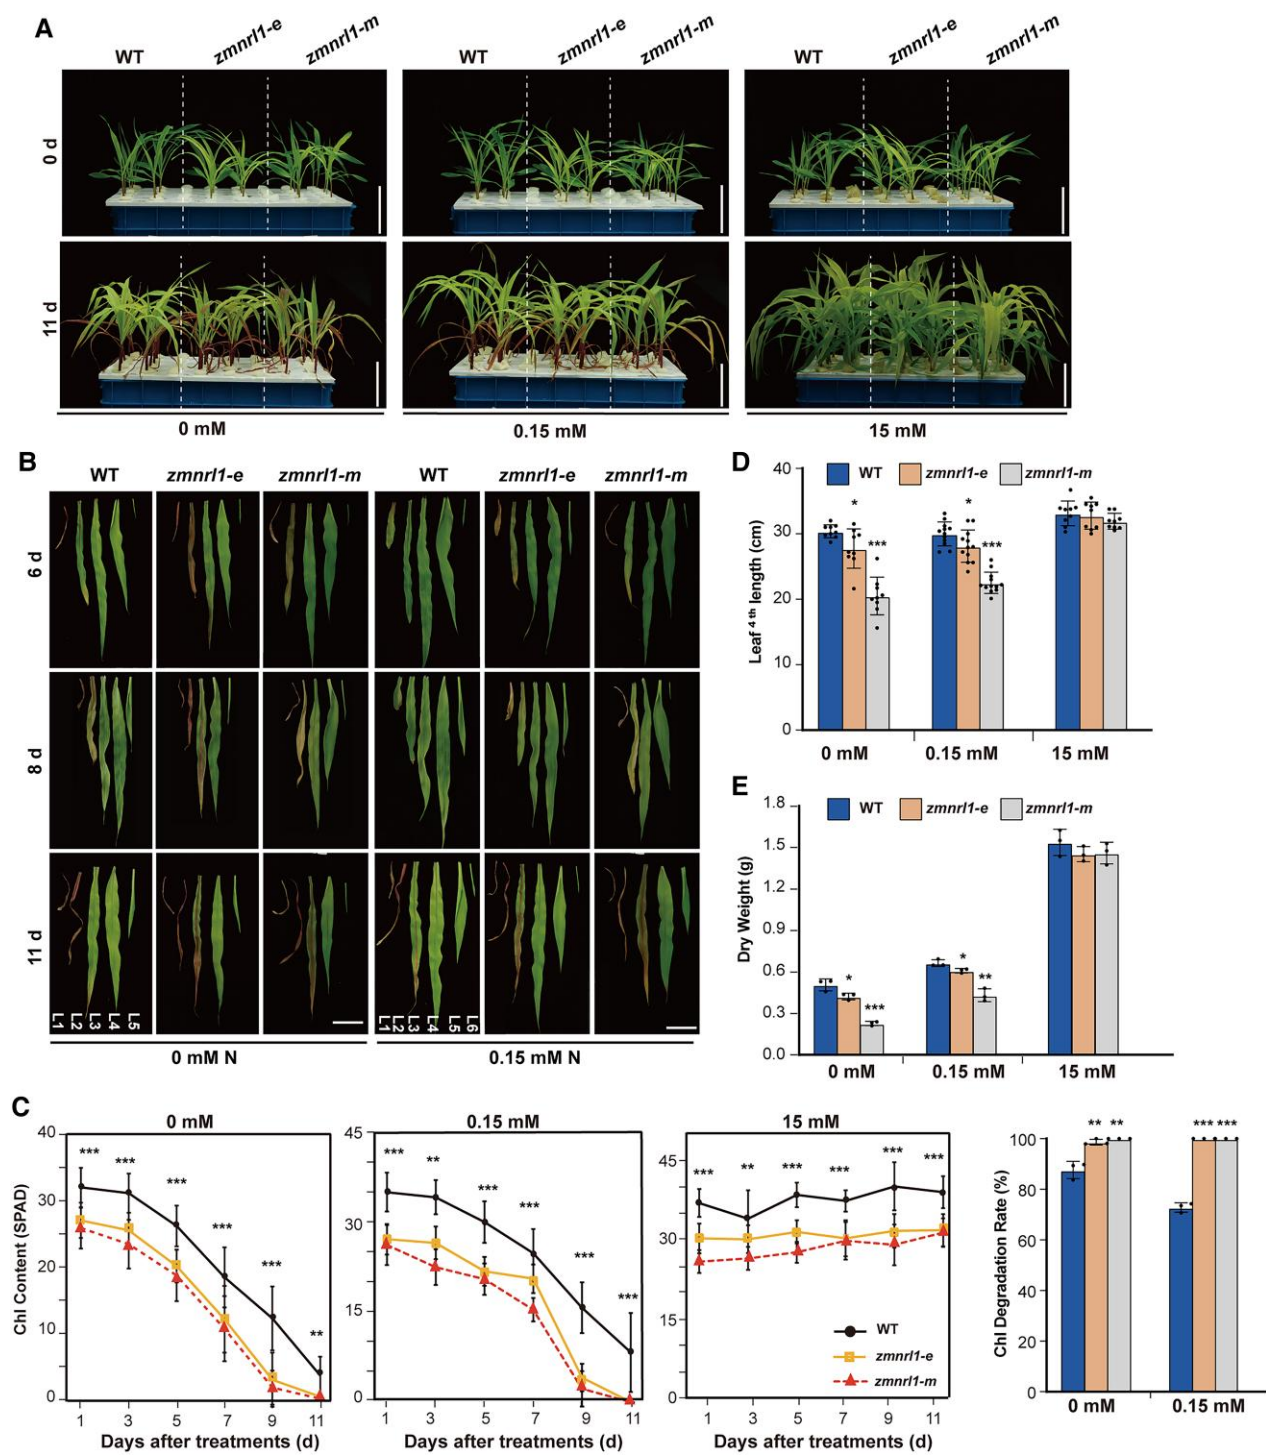 A
WT zmnrl1-e zmnrl1-m WT zmnrl1-e zmnrl1-m WT zmnrl1-e zmnrl1-m
0 d
11 d
0 mM 0.15 mM 15 mM
B
WT zmnrl1-e zmnrl1-m WT zmnrl1-e zmnrl1-m
6 d
8 d
11 d
L1 L2 L3 L4 L5 L1 L2 L3 L4 L5 L6
0 mM N 0.15 mM N
D
WT zmnrl1-e zmnrl1-m
Leaf 4 th length (cm)
40
30
20
10
0
* *** * ***
0 mM 0.15 mM 15 mM
E
WT zmnrl1-e zmnrl1-m
Dry Weight (g)
1.8
1.5
1.2
0.9
0.6
0.3
0.0
* *** * **
0 mM 0.15 mM 15 mM
C
0 mM
Chl Content (SPAD)
40
30
20
10
0
*** *** *** *** *** **
1 3 5 7 9 11
Days after treatments (d)
0.15 mM
45
30
15
0
*** ** *** *** *** ***
1 3 5 7 9 11
Days after treatments (d)
15 mM
45
30
15
0
*** ** *** *** *** ***
WT
zmnrl1-e
zmnrl1-m
1 3 5 7 9 11
Days after treatments (d)
Chl Degradation Rate (%)
100
80
60
40
20
0
** ** *** ***
0 mM 0.15 mM